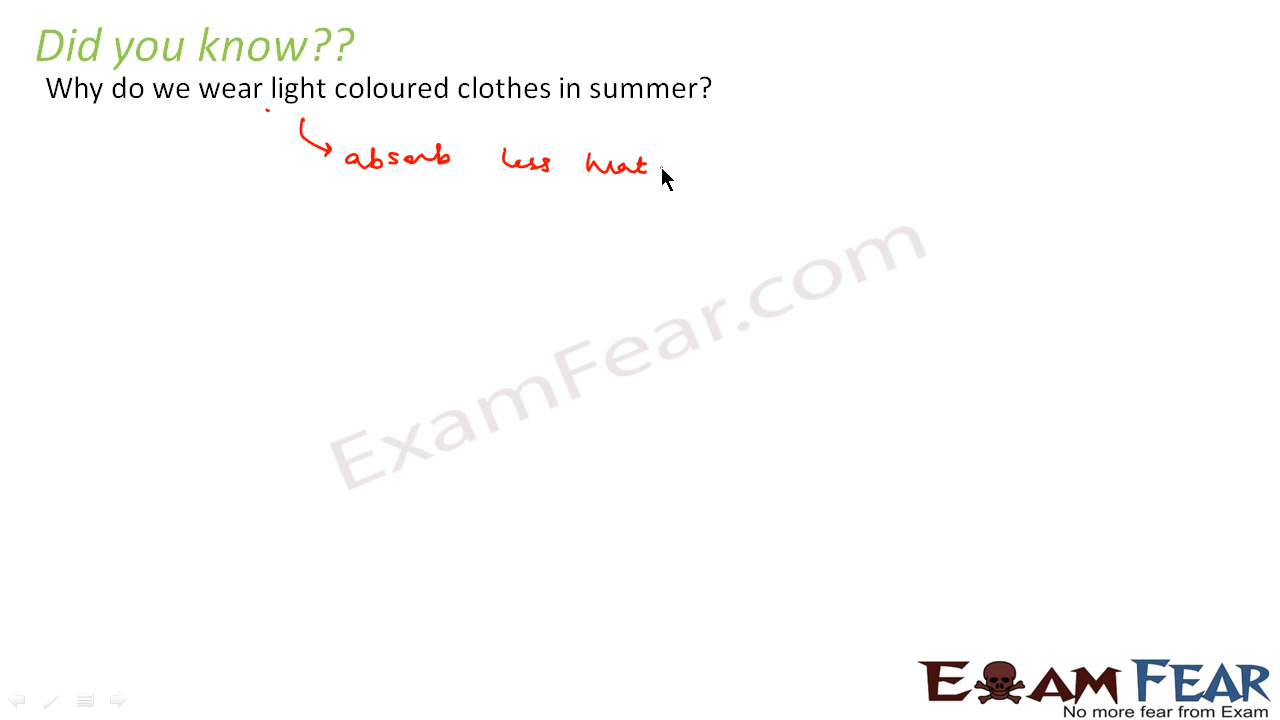 Did you know??
Why do we wear light coloured clothes in summer?
absorb less heat
ExamFear.com
EXAM FEAR
No more fear from Exam